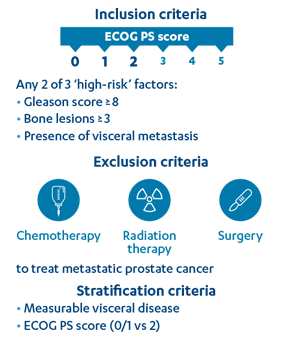 Inclusion criteria
ECOG PS score
0 1 2 3 4 5
Any 2 of 3 ‘high-risk’ factors:
• Gleason score ≥8
• Bone lesions ≥3
• Presence of visceral metastasis
Exclusion criteria
Chemotherapy
Radiation
therapy
Surgery
to treat metastatic prostate cancer
Stratification criteria
• Measurable visceral disease
• ECOG PS score (0/1 vs 2)